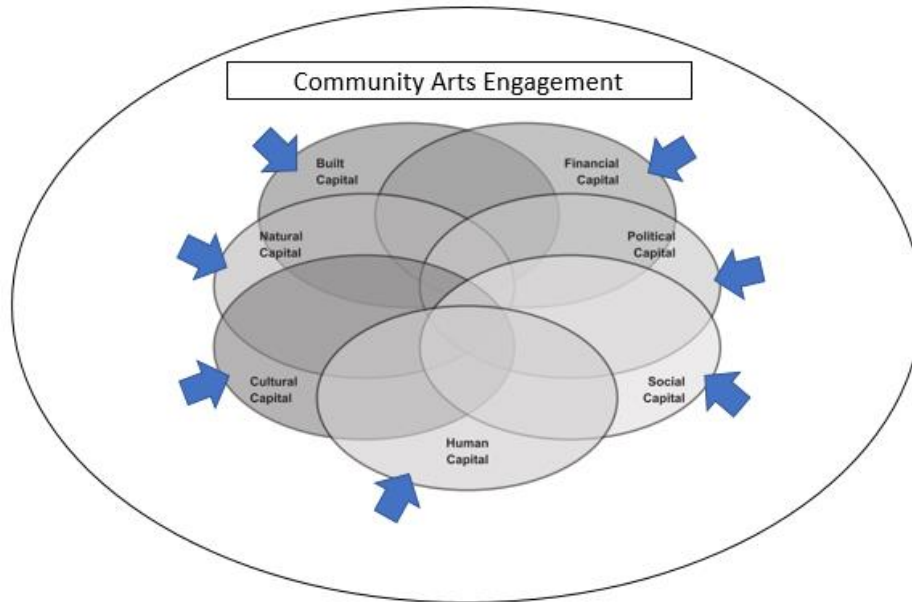 Community Arts Engagement
Built
Capital
Financial
Capital
Natural
Capital
Political
Capital
Cultural
Capital
Social
Capital
Human
Capital